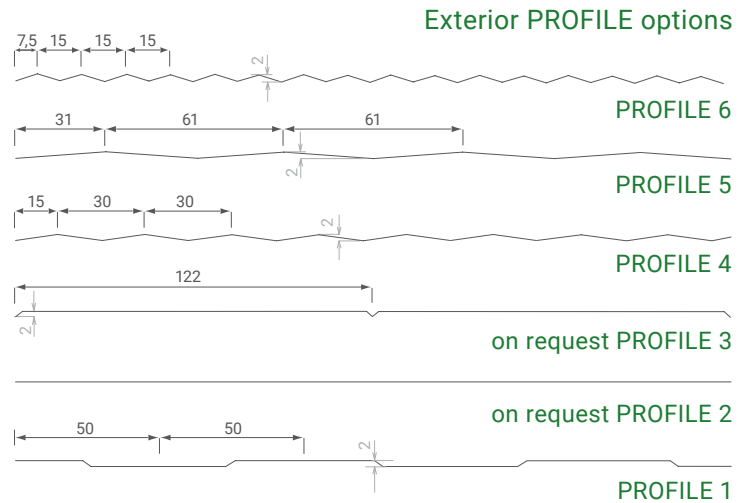 Exterior PROFILE options
7,5 15 15 15
2
PROFILE 6
31 61 61
2
PROFILE 5
15 30 30
2
PROFILE 4
122
2
on request PROFILE 3
on request PROFILE 2
50 50
2
PROFILE 1